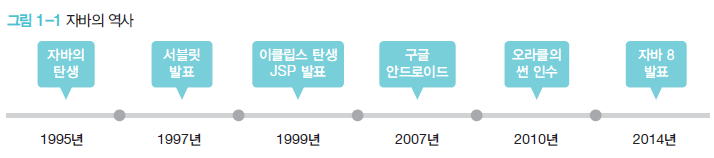 그림 1-1 자바의 역사
자바의
탄생
서블릿
발표
이클립스 탄생
JSP 발표
구글
안드로이드
오라클의
썬 인수
자바 8
발표
1995년
1997년
1999년
2007년
2010년
2014년